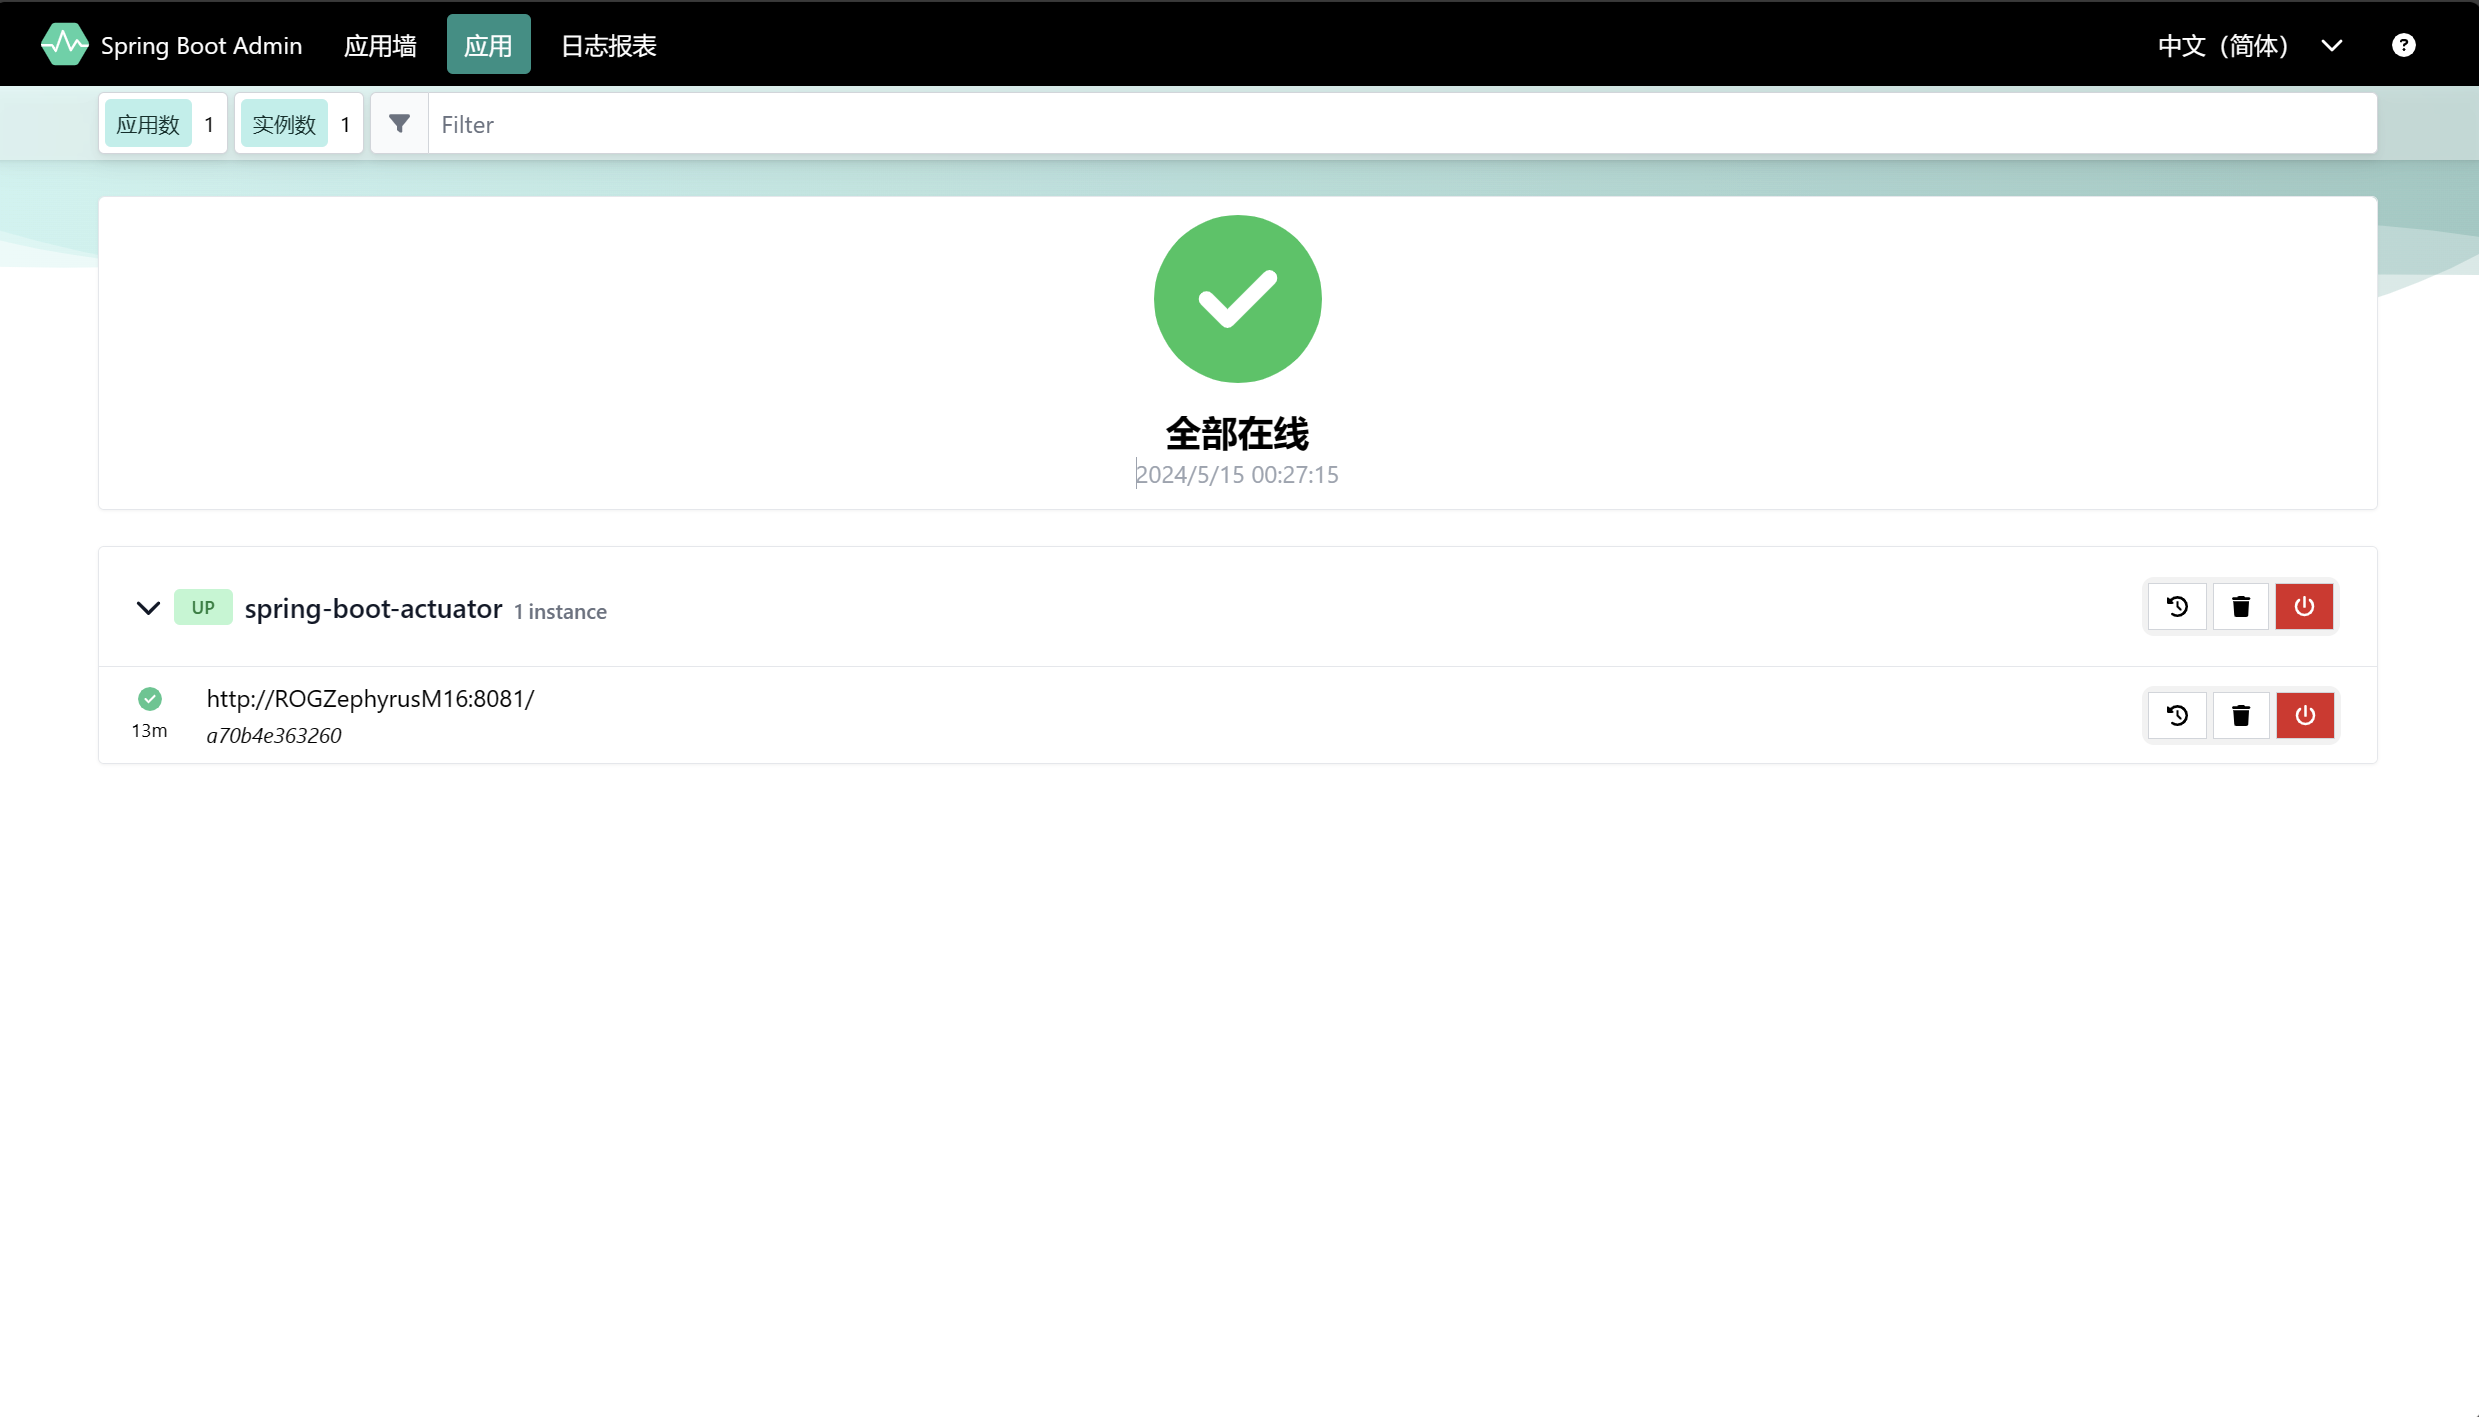 Spring Boot Admin 应用墙 应用 日志报表 中文（简体） ?
应用数 1 实例数 1 Filter
全部在线
2024/5/15 00:27:15
UP spring-boot-actuator 1 instance
http://ROGZephyrusM16:8081/
13m
a70b4e363260